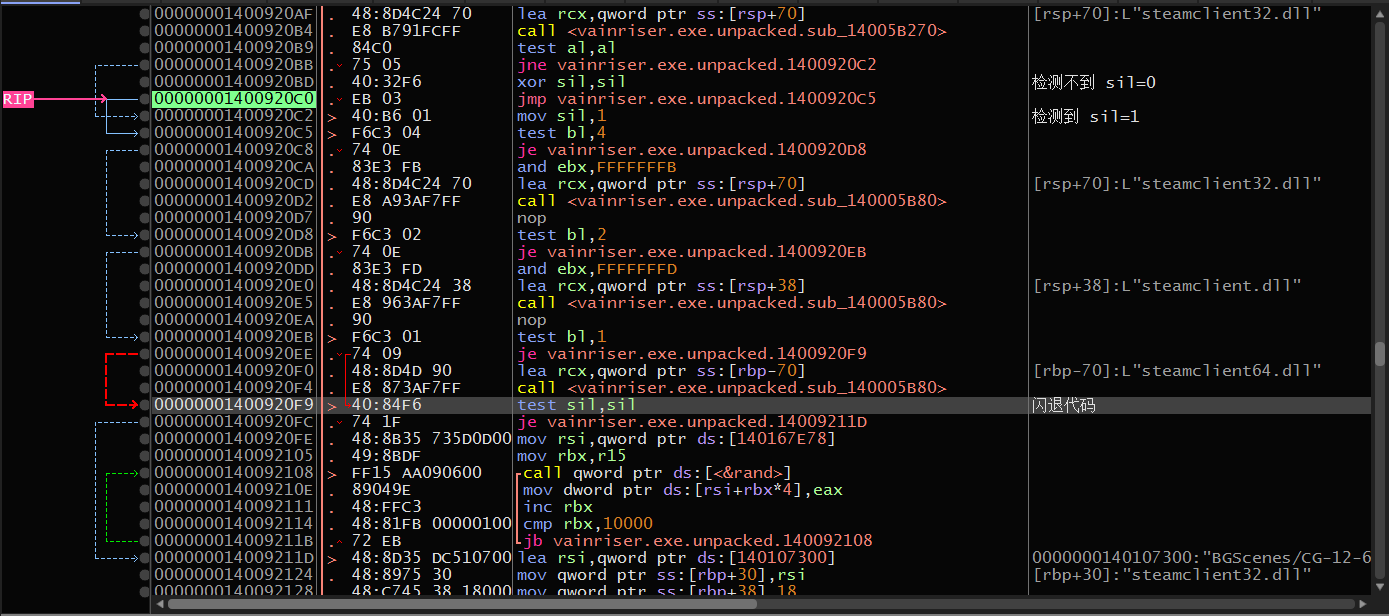 00000001400920AF . 48:8D4C24 70 lea rcx,qword ptr ss:[rsp+70] [rsp+70]:L"steamclient32.dll"
00000001400920B4 . E8 B791FCFF call <vainriser.exe.unpacked.sub_14005B270>
00000001400920B9 . 84C0 test al,al
00000001400920BB . 75 05 jne vainriser.exe.unpacked.1400920C2
00000001400920BD . 40:32F6 xor sil,sil 检测不到 sil=0
RIP 00000001400920C0 . EB 03 jmp vainriser.exe.unpacked.1400920C5
00000001400920C2 > 40:B6 01 mov sil,1 检测到 sil=1
00000001400920C5 > F6C3 04 test bl,4
00000001400920C8 . 74 0E je vainriser.exe.unpacked.1400920D8
00000001400920CA . 83E3 FB and ebx,FFFFFFFB
00000001400920CD . 48:8D4C24 70 lea rcx,qword ptr ss:[rsp+70] [rsp+70]:L"steamclient32.dll"
00000001400920D2 . E8 A93AF7FF call <vainriser.exe.unpacked.sub_140005B80>
00000001400920D7 . 90 nop
00000001400920D8 > F6C3 02 test bl,2
00000001400920DB . 74 0E je vainriser.exe.unpacked.1400920EB
00000001400920DD . 83E3 FD and ebx,FFFFFFFD
00000001400920E0 . 48:8D4C24 38 lea rcx,qword ptr ss:[rsp+38] [rsp+38]:L"steamclient.dll"
00000001400920E5 . E8 963AF7FF call <vainriser.exe.unpacked.sub_140005B80>
00000001400920EA . 90 nop
00000001400920EB > F6C3 01 test bl,1
00000001400920EE . 74 09 je vainriser.exe.unpacked.1400920F9
00000001400920F0 . 48:8D4D 90 lea rcx,qword ptr ss:[rbp-70] [rbp-70]:L"steamclient64.dll"
00000001400920F4 . E8 873AF7FF call <vainriser.exe.unpacked.sub_140005B80>
00000001400920F9 > 40:84F6 test sil,sil 闪退代码
00000001400920FC . 74 1F je vainriser.exe.unpacked.14009211D
00000001400920FE . 48:8B35 735D0D00 mov rsi,qword ptr ds:[140167E78]
0000000140092105 . 49:8BDF mov rbx,r15
0000000140092108 > FF15 AA090600 call qword ptr ds:[<&rand>]
000000014009210E . 89049E mov dword ptr ds:[rsi+rbx*4],eax
0000000140092111 . 48:FFC3 inc rbx
0000000140092114 . 48:81FB 00000100 cmp rbx,10000
000000014009211B . 72 EB jb vainriser.exe.unpacked.140092108
000000014009211D > 48:8D35 DC510700 lea rsi,qword ptr ds:[140107300] 0000000140107300:"BGScenes/CG-12-6
0000000140092124 . 48:8975 30 mov qword ptr ss:[rbp+30],rsi [rbp+30]:"steamclient32.dll"
0000000140092128 . 48:C745 38 18000 mov qword ptr ss:[rbp+38],18